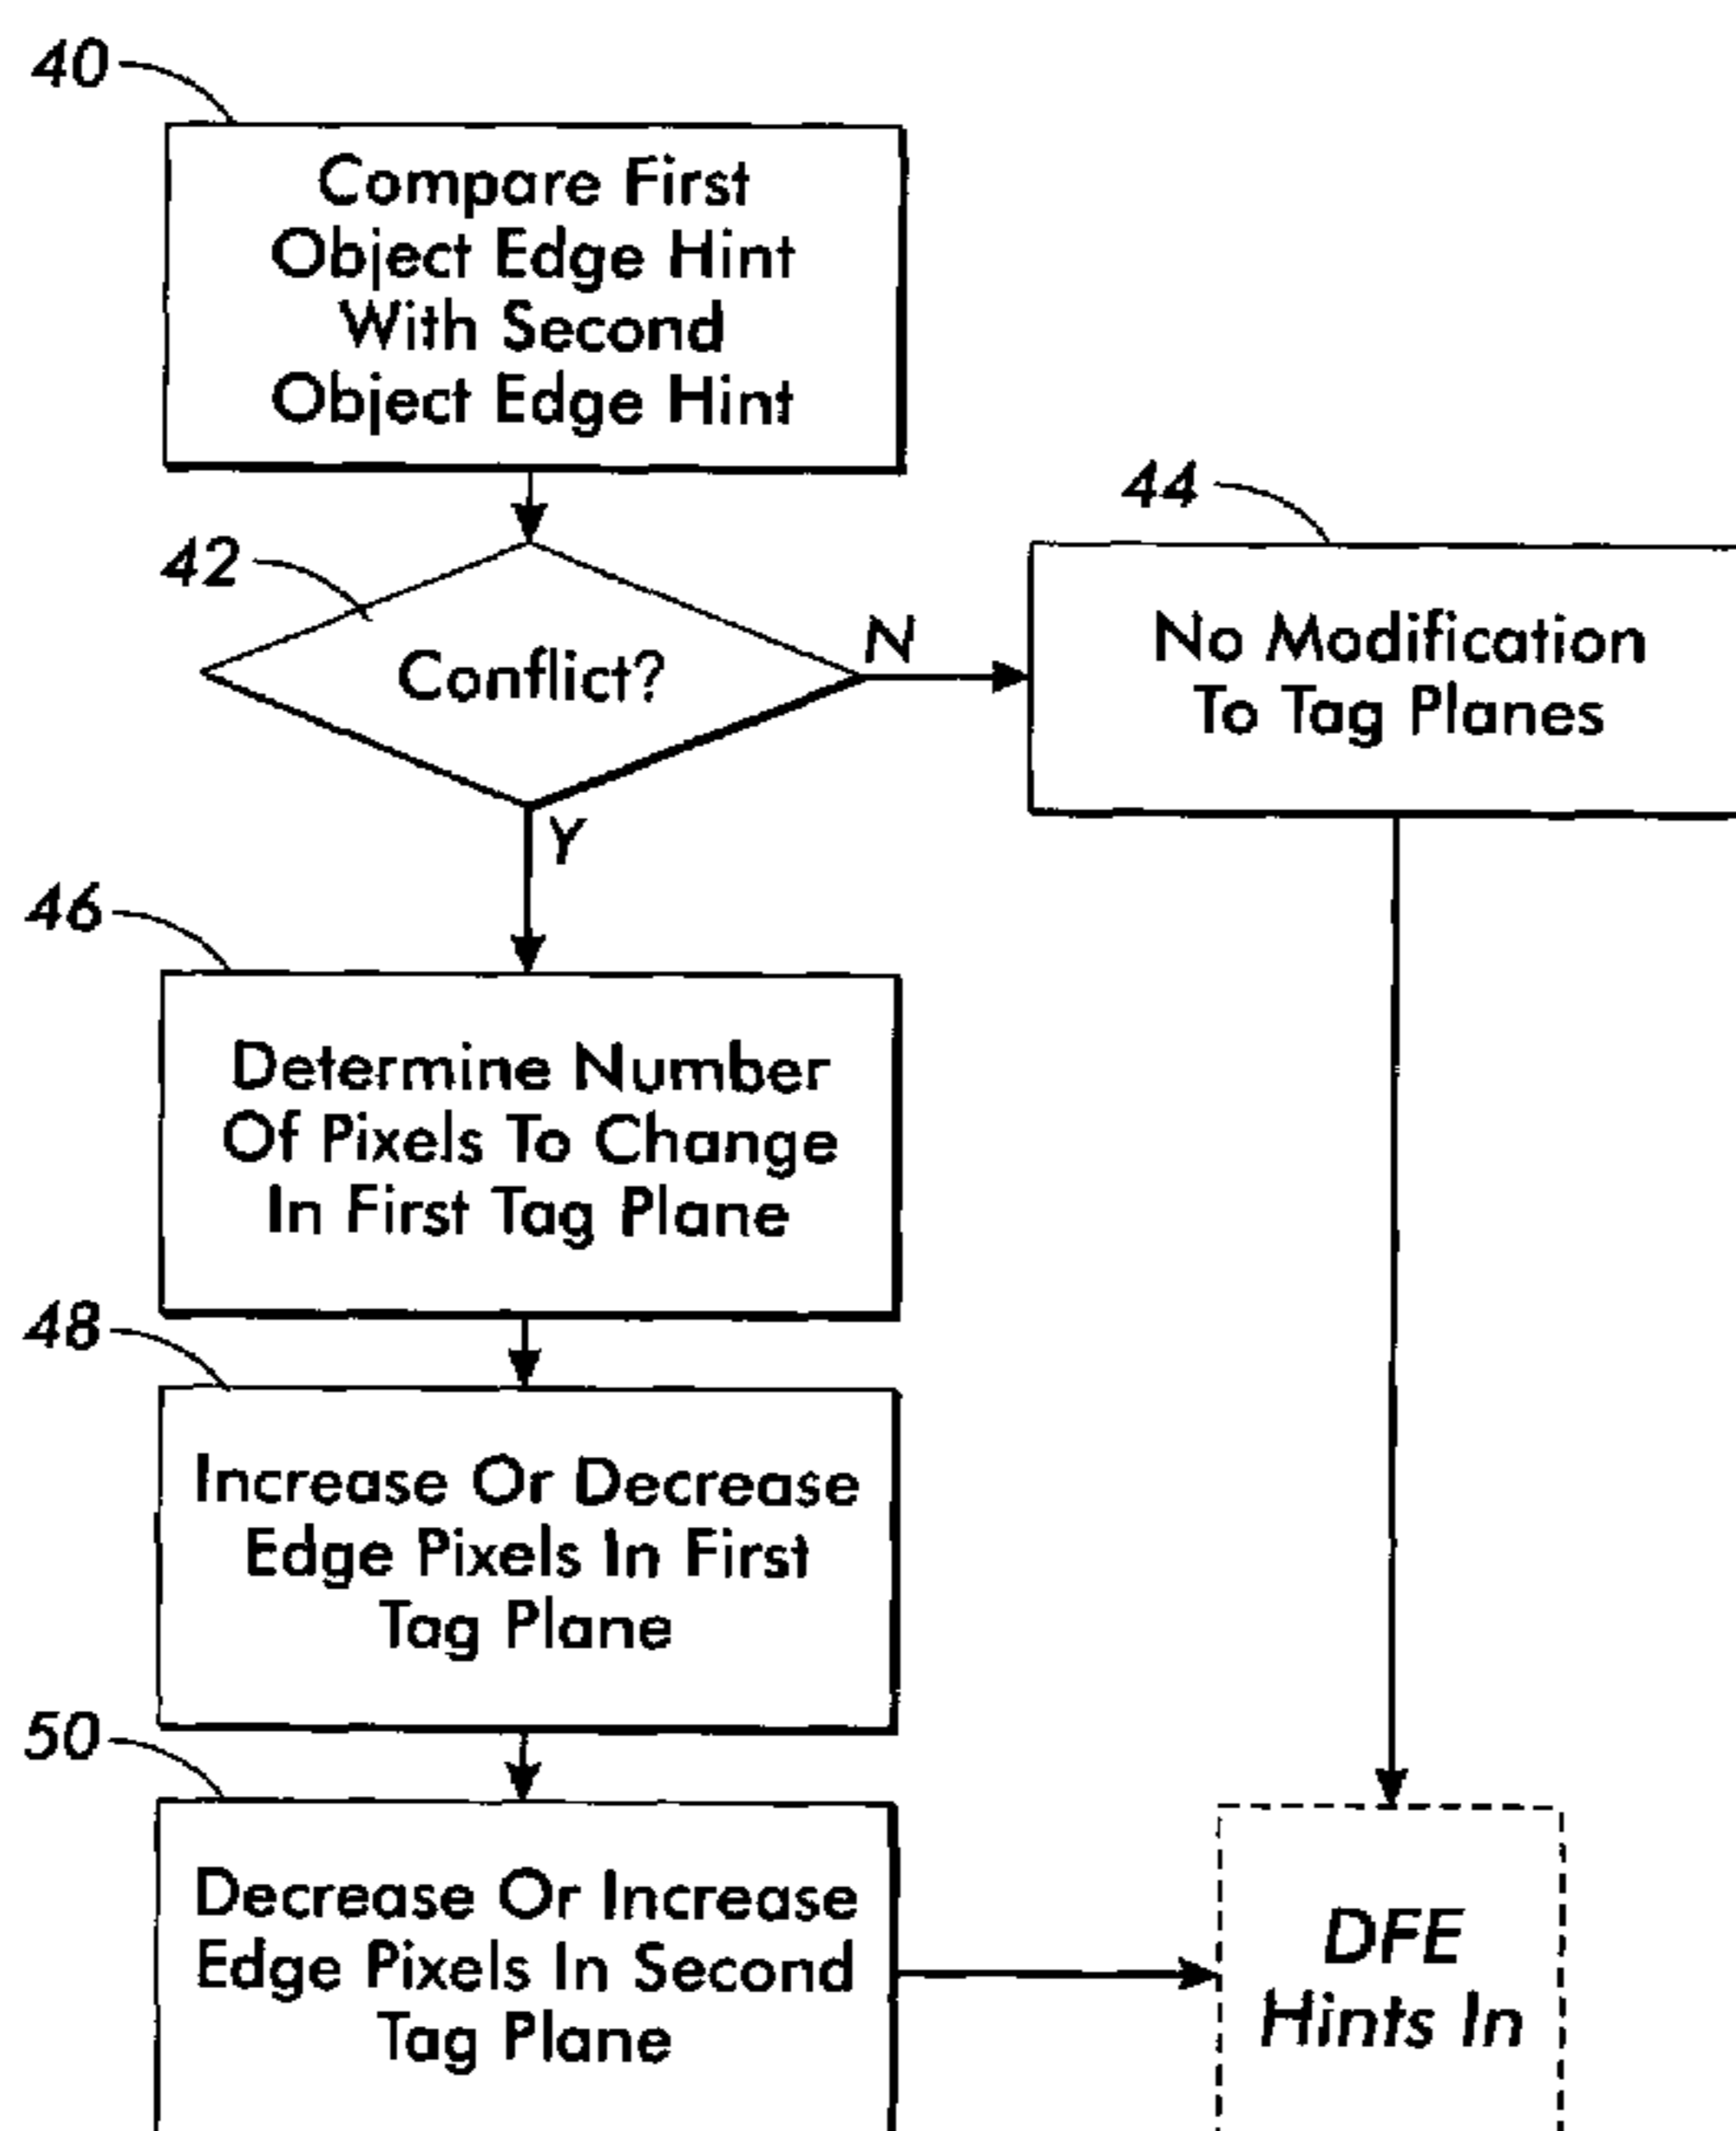 40
Compare First
Object Edge Hint
With Second
Object Edge Hint
42
Conflict?
N
44
No Modification
To Tag Planes
Y
46
Determine Number
Of Pixels To Change
In First Tag Plane
48
Increase Or Decrease
Edge Pixels In First
Tag Plane
50
Decrease Or Increase
Edge Pixels In Second
Tag Plane
DFE
Hints In